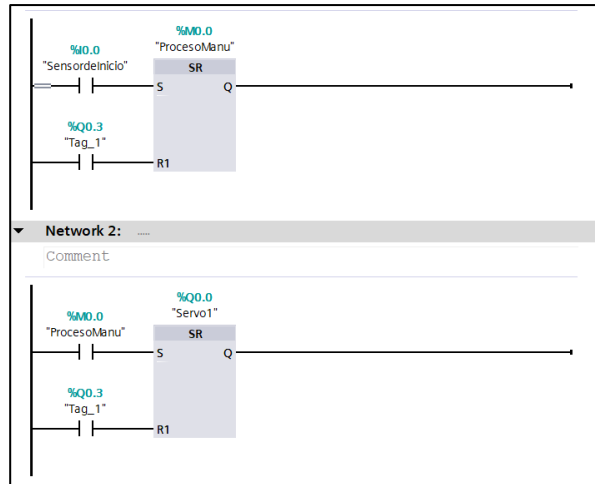 %M0.0
%I0.0 "ProcesoManu"
"SensordeInicio" SR
S Q
%Q0.3
"Tag_1"
R1
Network 2: .....
Comment
%Q0.0
%M0.0 "Servo1"
"ProcesoManu" SR
S Q
%Q0.3
"Tag_1"
R1